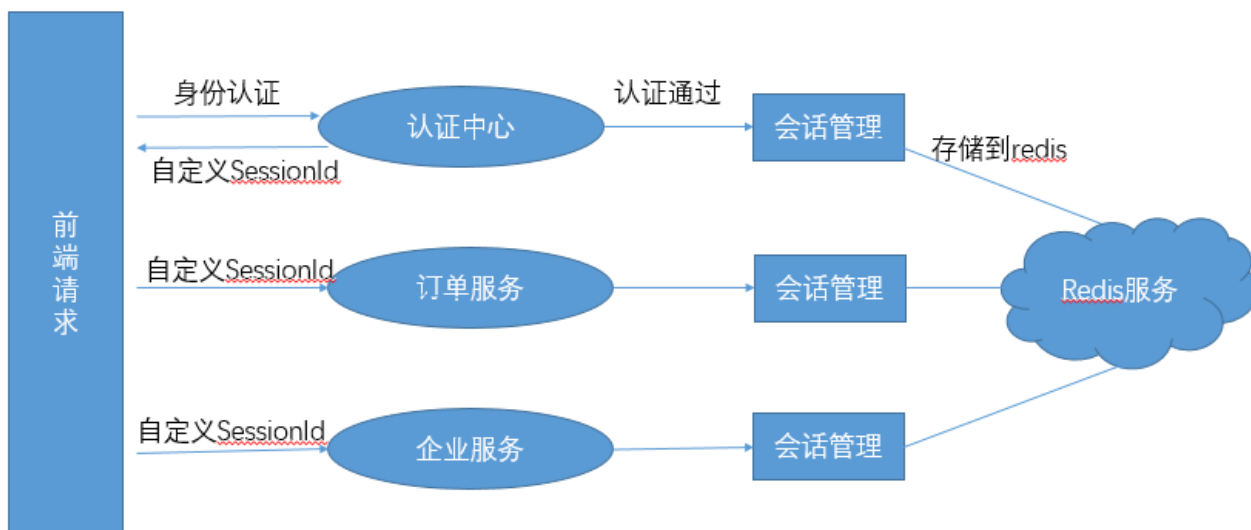 前端请求
身份认证
自定义SessionId
认证中心
认证通过
会话管理
存储到redis
自定义SessionId
订单服务
会话管理
Redis服务
自定义SessionId
企业服务
会话管理